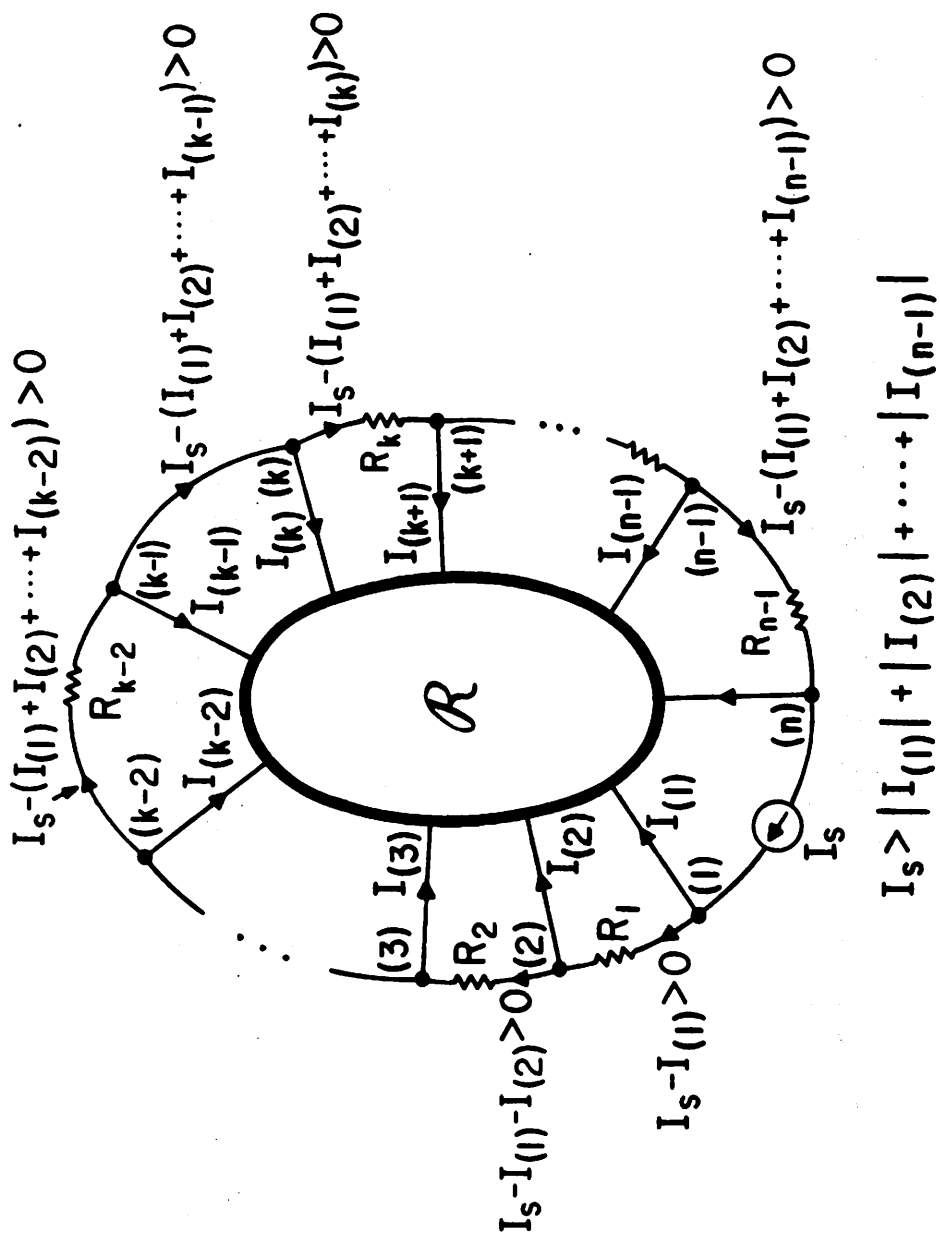 I_s-(I_(1)+I_(2)+····+I_(k-2))>0
I_s-(I_(1)+I_(2)+····+I_(k-1))>0
I_s-(I_(1)+I_(2)+····+I_(k))>0
I_s-(I_(1)+I_(2)+····+I_(n-1))>0
I_s-I_(1)-I_(2)>0
I_s-I_(1)>0
(k-2)
I_(k-2)
R_k-2
(k-1)
I_(k-1)
(k)
I_(k)
R_k
(k+1)
I_(k+1)
(3)
I_(3)
R_2
(2)
I_(2)
R_1
(1)
I_(1)
I_s
(n)
R_n-1
(n-1)
I_(n-1)
ℛ
I_s>|I_(1)|+|I_(2)|+····+|I_(n-1)|